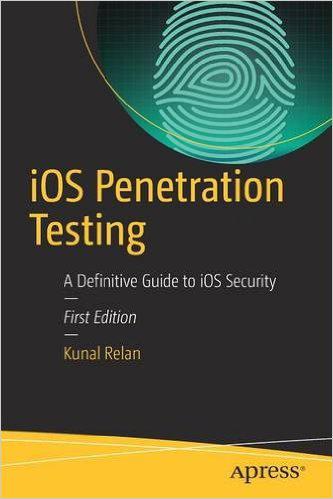 iOS Penetration
Testing
A Definitive Guide to iOS Security
—
First Edition
—
Kunal Relan
Apress®